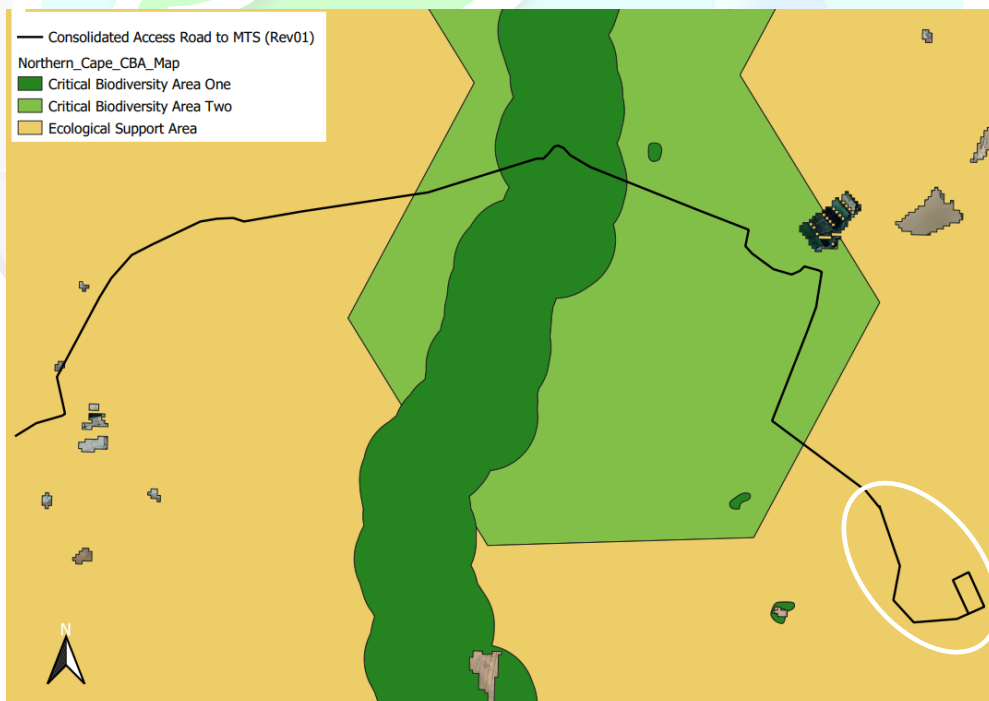 Consolidated Access Road to MTS (Rev01)
Northern_Cape_CBA_Map
Critical Biodiversity Area One
Critical Biodiversity Area Two
Ecological Support Area
N